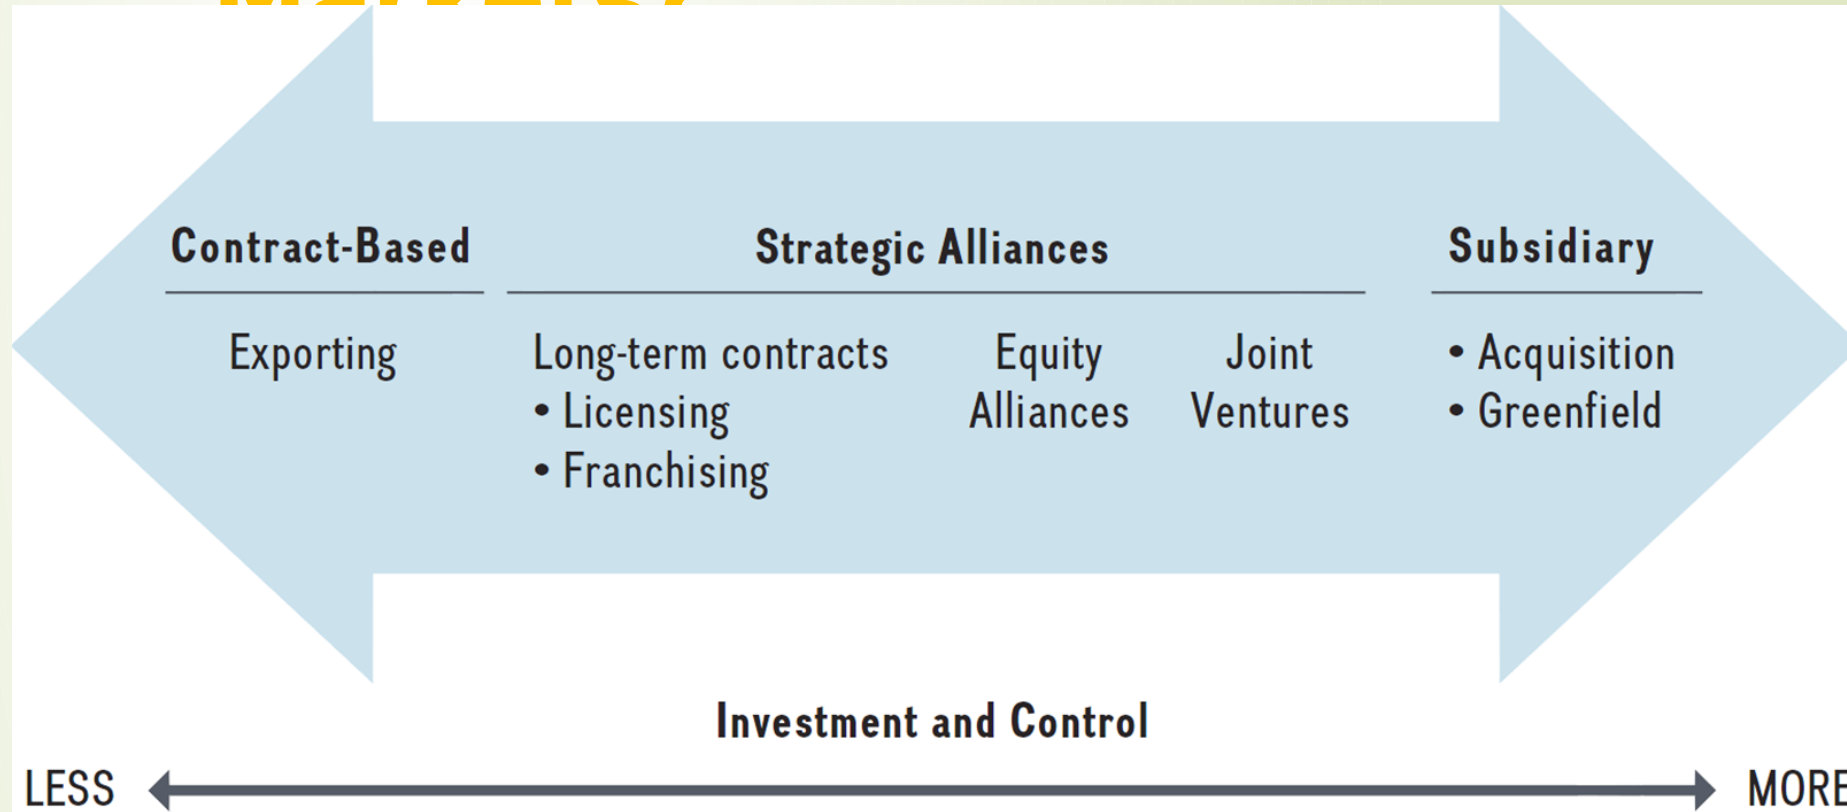 Contract-Based
Strategic Alliances
Subsidiary
Exporting
Long-term contracts
• Licensing
• Franchising
Equity
Alliances
Joint
Ventures
• Acquisition
• Greenfield
Investment and Control
LESS
MORE